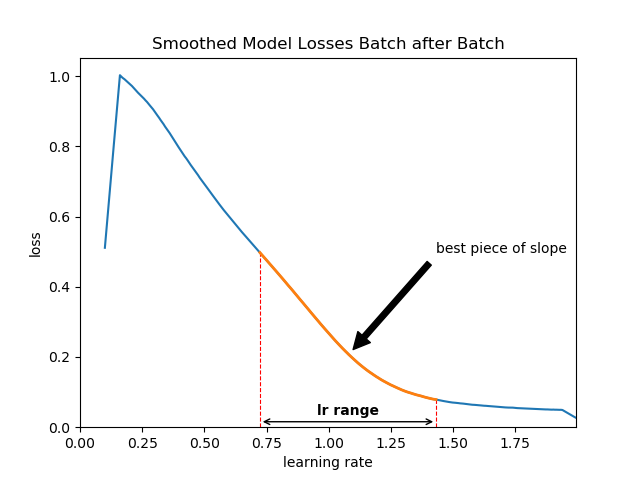 Smoothed Model Losses Batch after Batch
1.0
0.8
0.6
0.4
0.2
0.0
loss
best piece of slope
lr range
0.00 0.25 0.50 0.75 1.00 1.25 1.50 1.75
learning rate